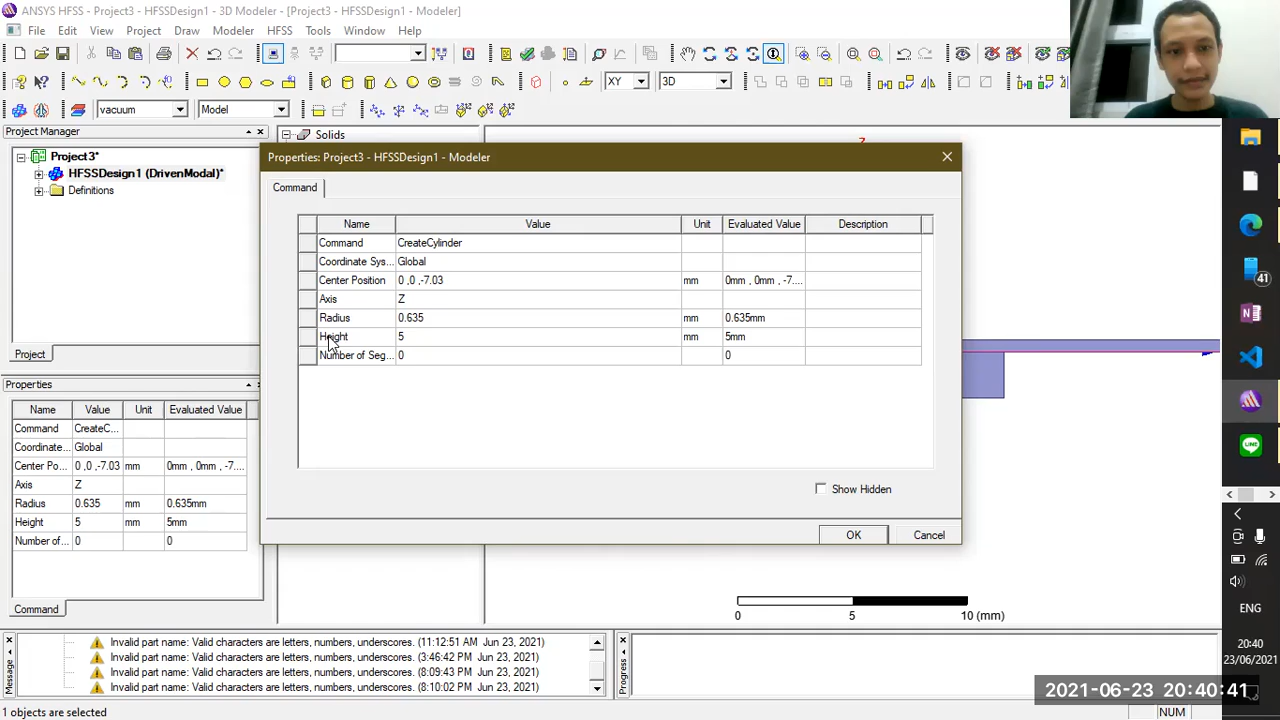 ANSYS HFSS - Project3 - HFSSDesign1 - 3D Modeler - [Project3 - HFSSDesign1 - Modeler]
File Edit View Project Draw Modeler HFSS Tools Window Help
XY 3D
vacuum Model
Project Manager
Project3*
HFSSDesign1 (DrivenModal)*
Definitions
Project
Solids
Z
Properties: Project3 - HFSSDesign1 - Modeler
Command
Name Value Unit Evaluated Value Description
Command CreateCylinder
Coordinate Sys... Global
Center Position 0 ,0 ,-7.03 mm 0mm , 0mm , -7....
Axis Z
Radius 0.635 mm 0.635mm
Height 5 mm 5mm
Number of Seg... 0 0
Show Hidden
OK Cancel
Properties
Name Value Unit Evaluated Value
Command CreateC...
Coordinate... Global
Center Po... 0 ,0 ,-7.03 mm 0mm , 0mm , -7....
Axis Z
Radius 0.635 mm 0.635mm
Height 5 mm 5mm
Number of... 0 0
Command
0 5 10 (mm)
Message
Invalid part name: Valid characters are letters, numbers, underscores. (11:12:51 AM Jun 23, 2021)
Invalid part name: Valid characters are letters, numbers, underscores. (3:46:42 PM Jun 23, 2021)
Invalid part name: Valid characters are letters, numbers, underscores. (8:09:43 PM Jun 23, 2021)
Invalid part name: Valid characters are letters, numbers, underscores. (8:10:02 PM Jun 23, 2021)
Progress
1 objects are selected
NUM
41
LINE
ENG
20:40
23/06/2021
2021-06-23 20:40:41